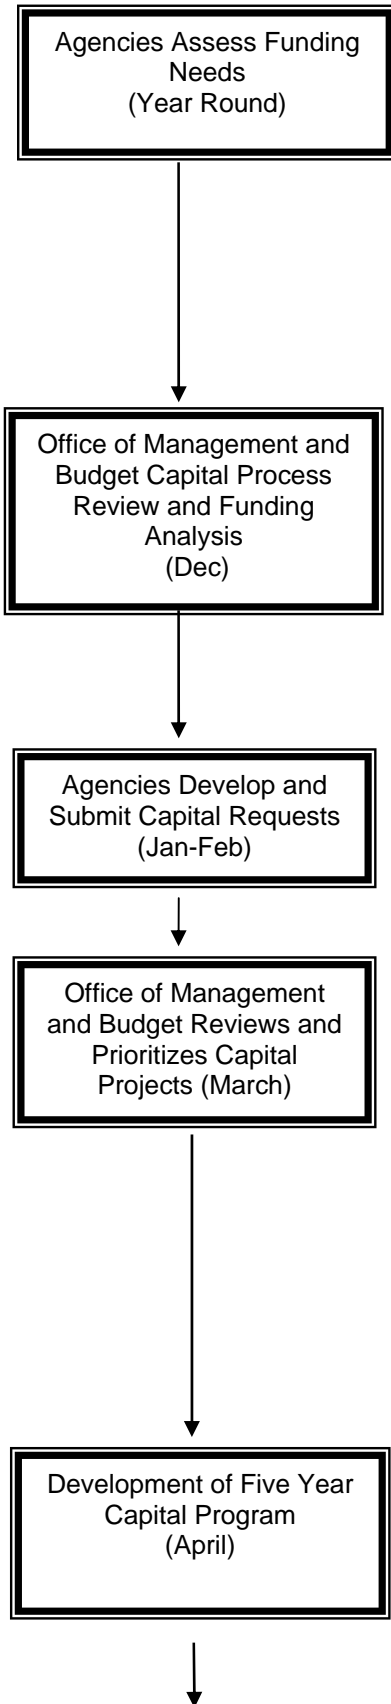 Agencies Assess Funding
Needs
(Year Round)
Office of Management and
Budget Capital Process
Review and Funding
Analysis
(Dec)
Agencies Develop and
Submit Capital Requests
(Jan-Feb)
Office of Management
and Budget Reviews and
Prioritizes Capital
Projects (March)
Development of Five Year
Capital Program
(April)